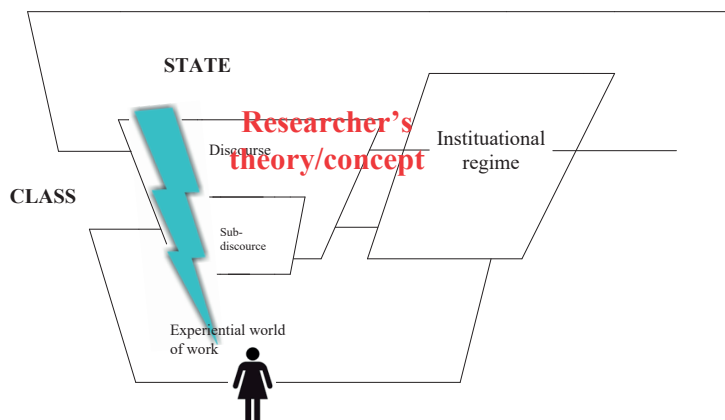 STATE
Researcher's
theory/concept
Discourse
Instituational
regime
CLASS
Sub-
discource
Experiential world
of work